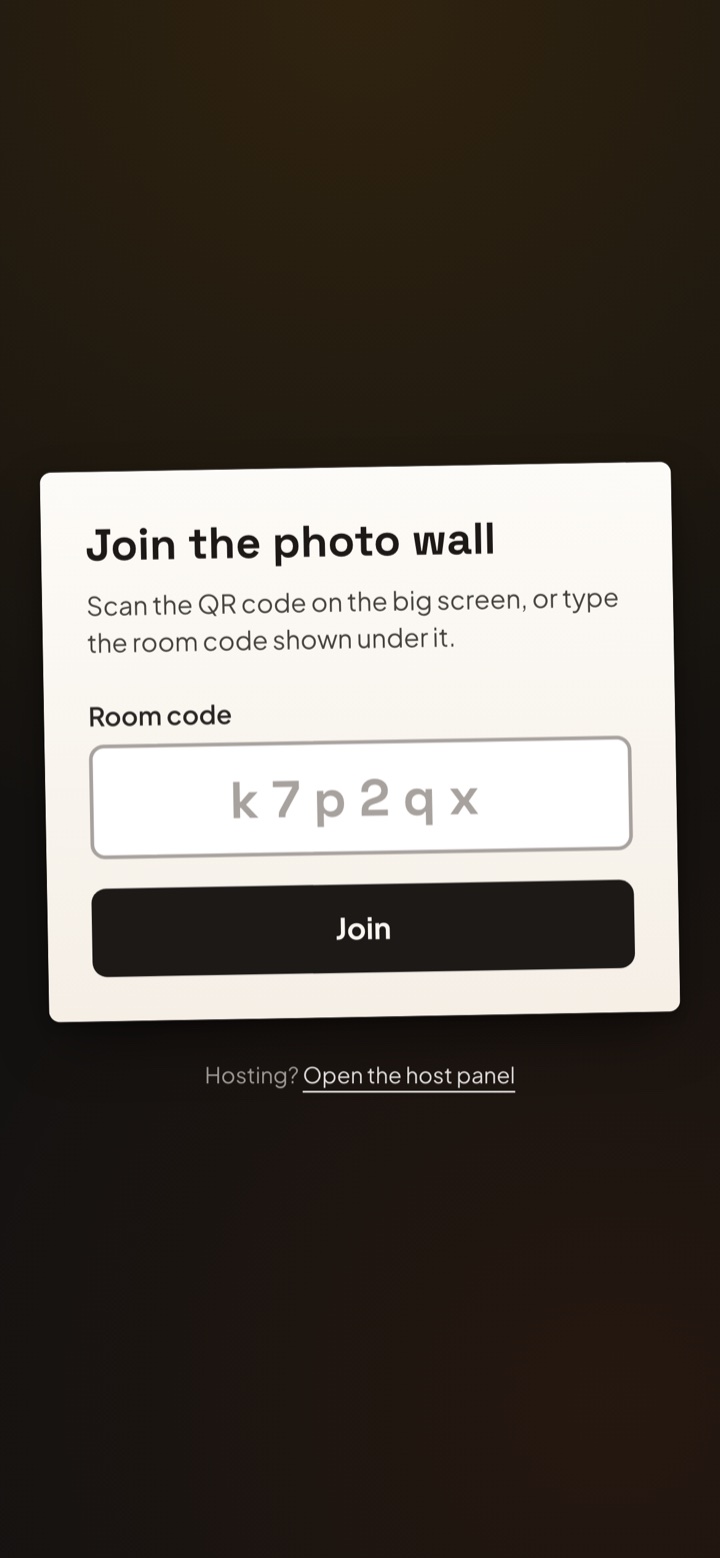 Join the photo wall
Scan the QR code on the big screen, or type
the room code shown under it.
Room code
k7p2qx
Join
Hosting? Open the host panel